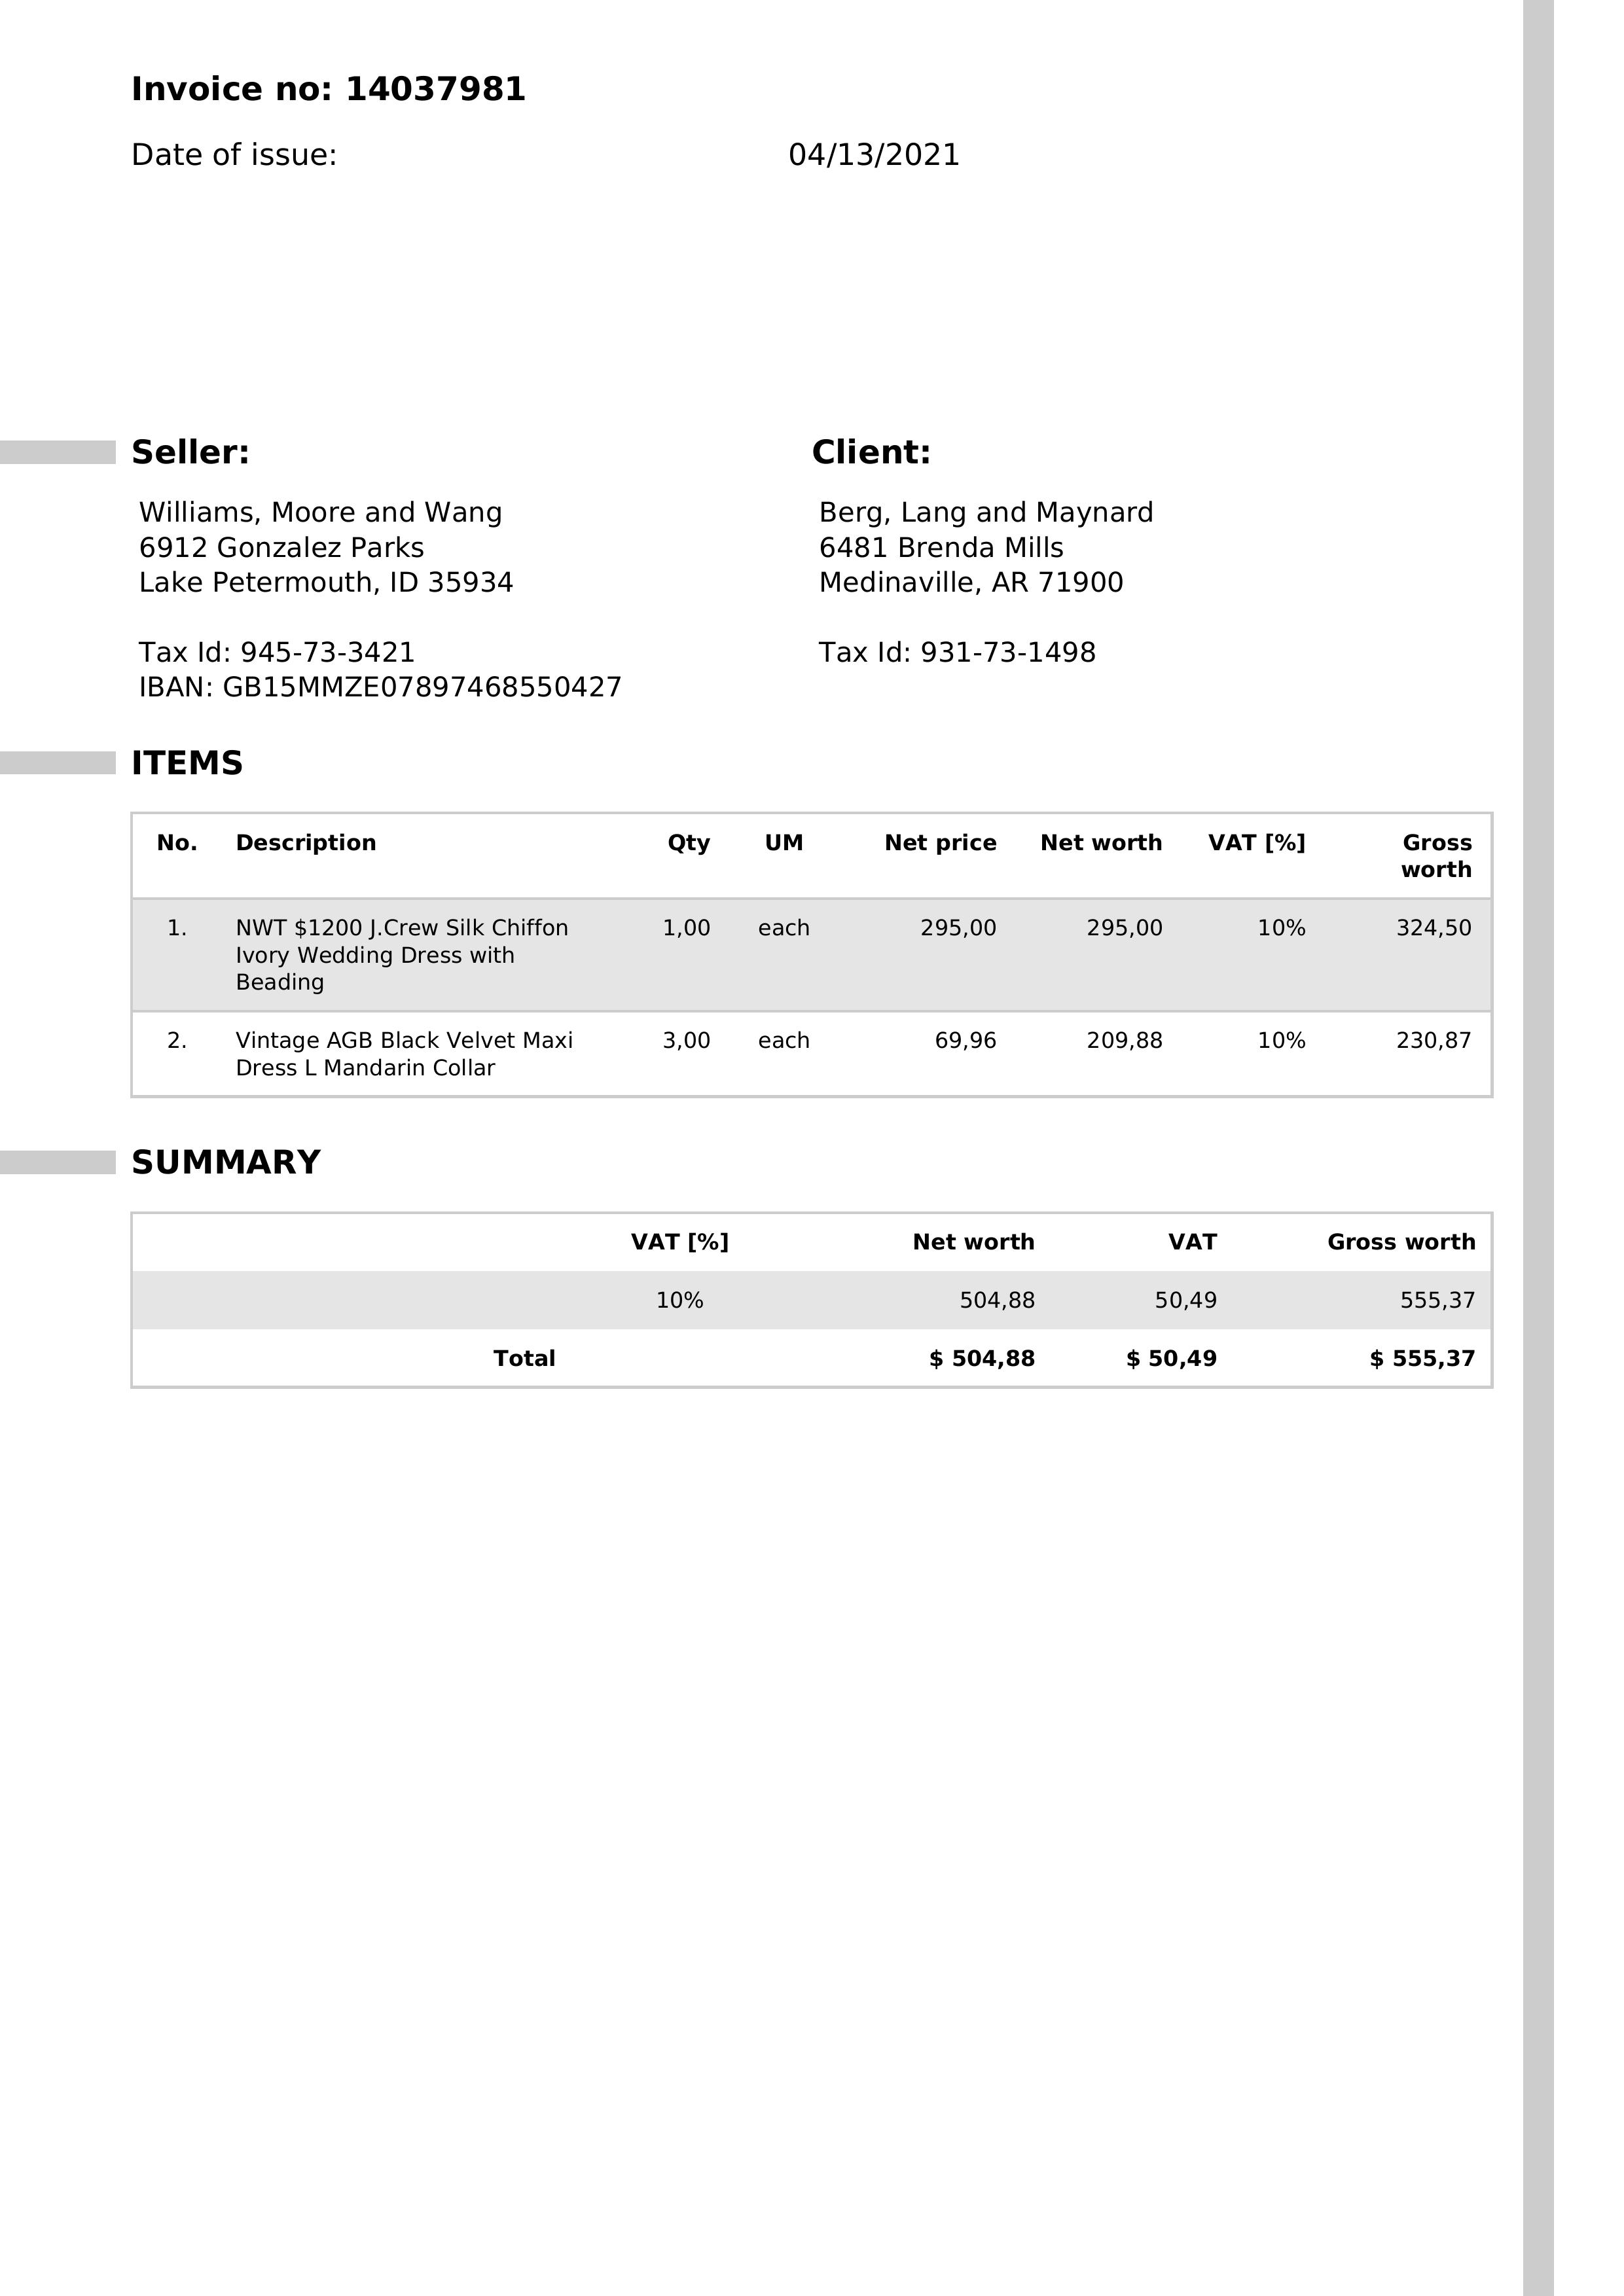 Invoice no: 14037981
Date of issue: 04/13/2021
Seller:
Williams, Moore and Wang
6912 Gonzalez Parks
Lake Petermouth, ID 35934
Tax Id: 945-73-3421
IBAN: GB15MMZE07897468550427
Client:
Berg, Lang and Maynard
6481 Brenda Mills
Medinaville, AR 71900
Tax Id: 931-73-1498
ITEMS
No. Description Qty UM Net price Net worth VAT [%] Gross
worth
1. NWT $1200 J.Crew Silk Chiffon 1,00 each 295,00 295,00 10% 324,50
Ivory Wedding Dress with
Beading
2. Vintage AGB Black Velvet Maxi 3,00 each 69,96 209,88 10% 230,87
Dress L Mandarin Collar
SUMMARY
VAT [%] Net worth VAT Gross worth
10% 504,88 50,49 555,37
Total $ 504,88 $ 50,49 $ 555,37